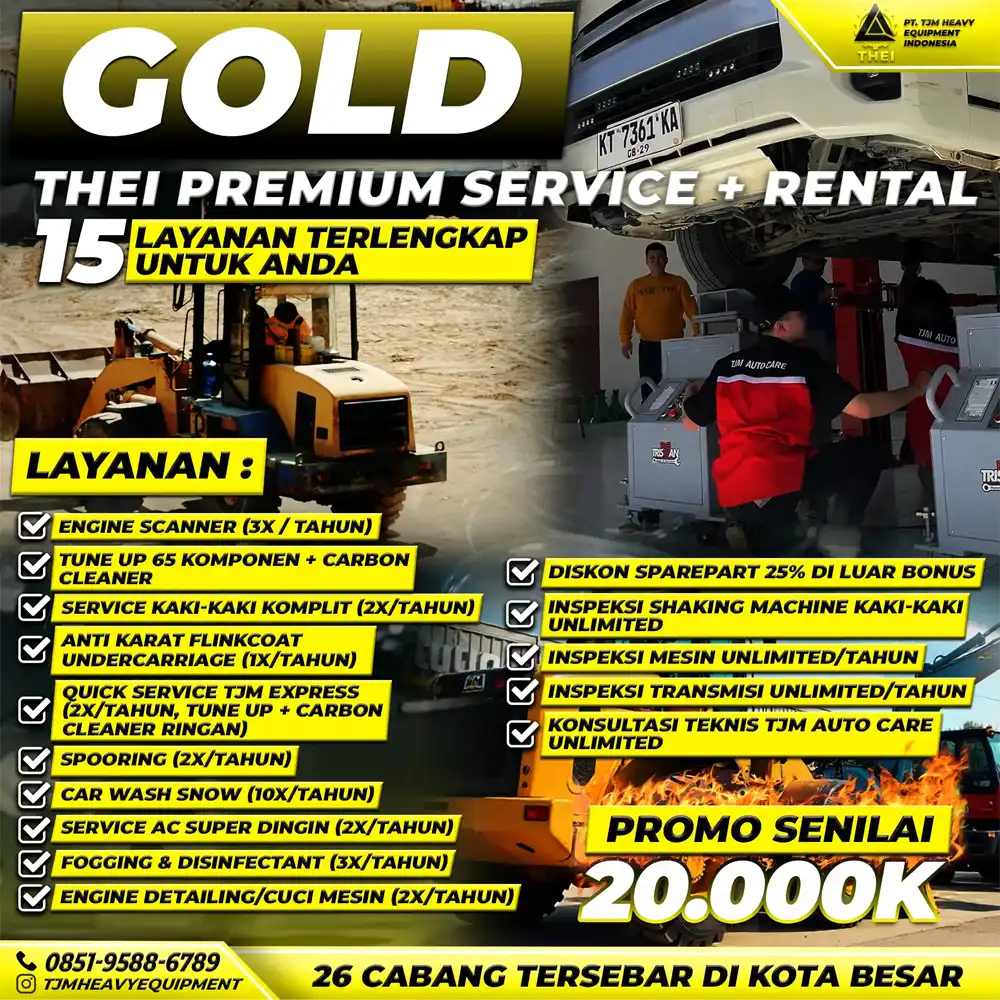 GOLD
PT. TJM HEAVY
EQUIPMENT
INDONESIA
THEI
KT 7361 KA
08-29
THEI PREMIUM SERVICE + RENTAL
15
LAYANAN TERLENGKAP
UNTUK ANDA
TJM AUTOCARE
TJM AUTO
LAYANAN :
ENGINE SCANNER (3X / TAHUN)
TUNE UP 65 KOMPONEN + CARBON
CLEANER
SERVICE KAKI-KAKI KOMPLIT (2X/TAHUN)
ANTI KARAT FLINKCOAT
UNDERCARRIAGE (1X/TAHUN)
QUICK SERVICE TJM EXPRESS
(2X/TAHUN, TUNE UP + CARBON
CLEANER RINGAN)
SPOORING (2X/TAHUN)
CAR WASH SNOW (10X/TAHUN)
SERVICE AC SUPER DINGIN (2X/TAHUN)
FOGGING & DISINFECTANT (3X/TAHUN)
ENGINE DETAILING/CUCI MESIN (2X/TAHUN)
DISKON SPAREPART 25% DI LUAR BONUS
INSPEKSI SHAKING MACHINE KAKI-KAKI
UNLIMITED
INSPEKSI MESIN UNLIMITED/TAHUN
INSPEKSI TRANSMISI UNLIMITED/TAHUN
KONSULTASI TEKNIS TJM AUTO CARE
UNLIMITED
PROMO SENILAI
20.000K
0851-9588-6789
TJMHEAVYEQUIPMENT
26 CABANG TERSEBAR DI KOTA BESAR